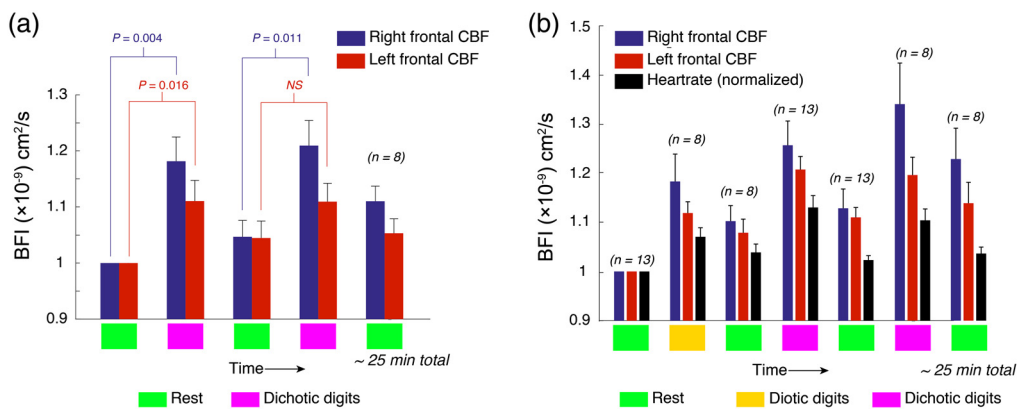 (a)
P = 0.004
P = 0.011
Right frontal CBF
Left frontal CBF
P = 0.016
NS
1.3
1.2
1.1
1
0.9
BFI (×10⁻⁹) cm²/s
(n = 8)
Time
~ 25 min total
Rest
Dichotic digits
(b)
Right frontal CBF
Left frontal CBF
Heartrate (normalized)
1.5
1.4
1.3
1.2
1.1
1
0.9
BFI (×10⁻⁹) cm²/s
(n = 13)
(n = 8)
(n = 8)
(n = 13)
(n = 13)
(n = 8)
(n = 8)
Time
~ 25 min total
Rest
Diotic digits
Dichotic digits